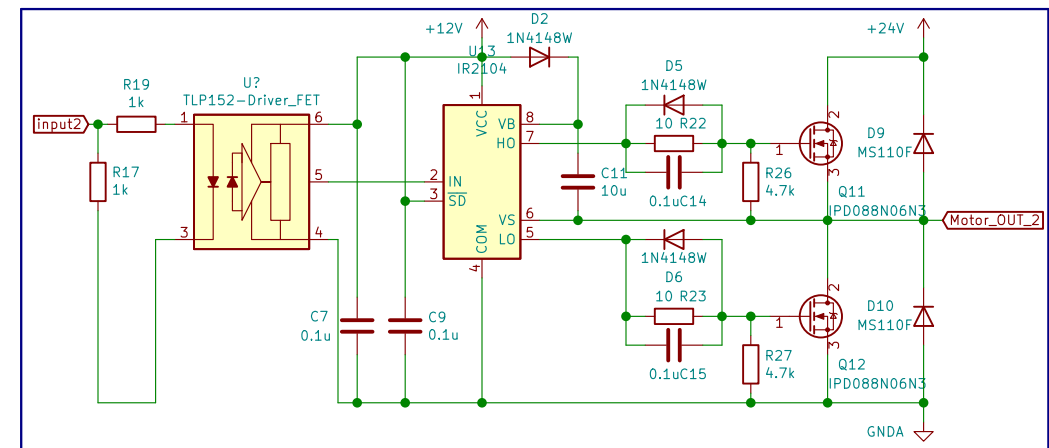 +12V
D2
1N4148W
+24V
U13
IR2104
D5
1N4148W
R19
1k
U?
TLP152-Driver_FET
input2
1
6
1
VCC
VB
8
HO
7
10 R22
2
D9
MS110F
1
R17
1k
5
2
IN
3
SD
C11
10u
0.1uC14
R26
4.7k
3
Q11
IPD088N06N3
3
4
COM
VS
6
LO
5
4
Motor_OUT_2
1N4148W
D6
10 R23
2
D10
MS110F
1
C7
0.1u
C9
0.1u
0.1uC15
R27
4.7k
3
Q12
IPD088N06N3
GNDA